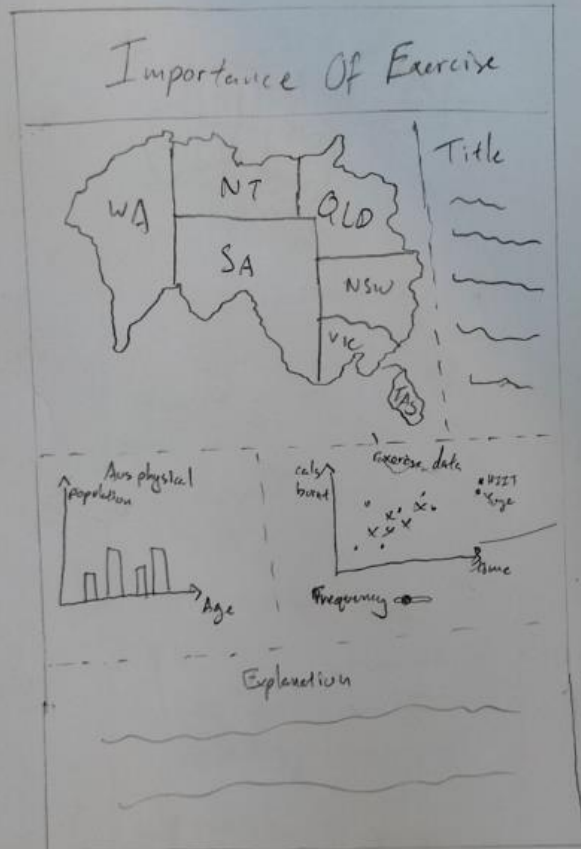 Importance Of Exercise
Title
WA
NT
QLD
SA
NSW
VIC
TAS
Aus physical
population
Age
Exercise data
cals
burnt
HIIT
time
Frequency
Explanation